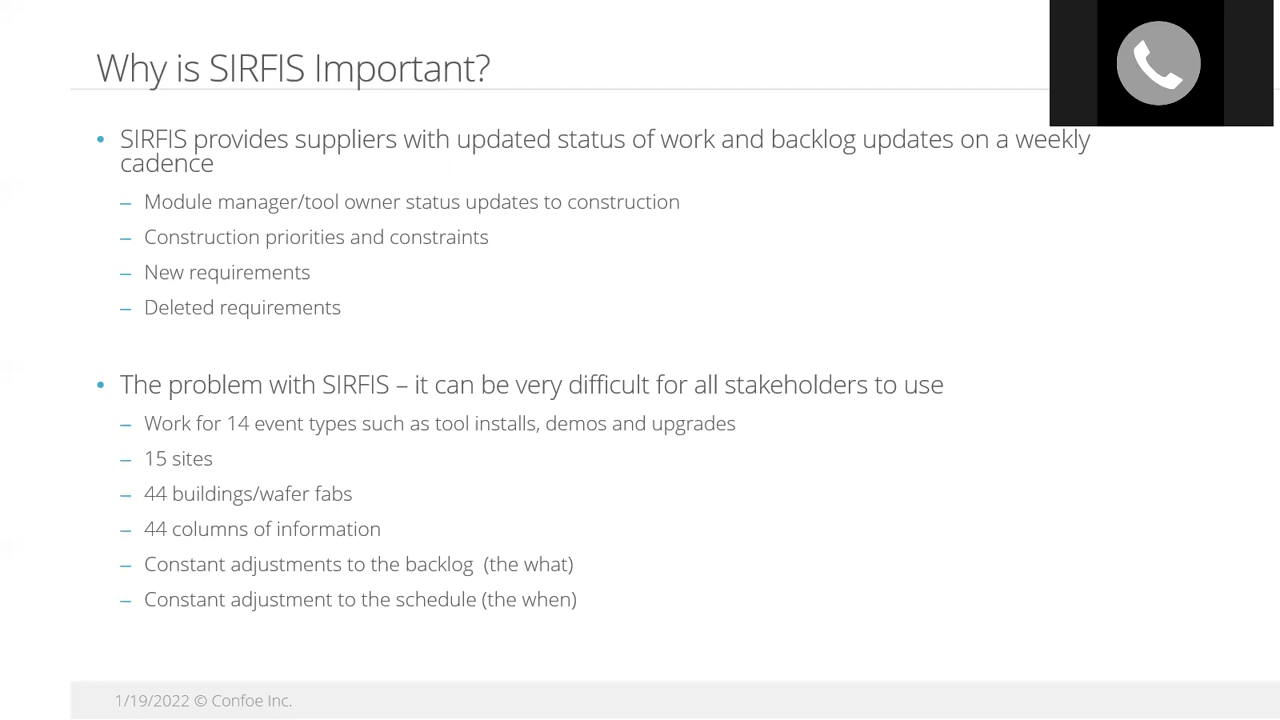 Why is SIRFIS Important?
• SIRFIS provides suppliers with updated status of work and backlog updates on a weekly
cadence
– Module manager/tool owner status updates to construction
– Construction priorities and constraints
– New requirements
– Deleted requirements
• The problem with SIRFIS – it can be very difficult for all stakeholders to use
– Work for 14 event types such as tool installs, demos and upgrades
– 15 sites
– 44 buildings/wafer fabs
– 44 columns of information
– Constant adjustments to the backlog  (the what)
– Constant adjustment to the schedule (the when)
1/19/2022 © Confoe Inc.